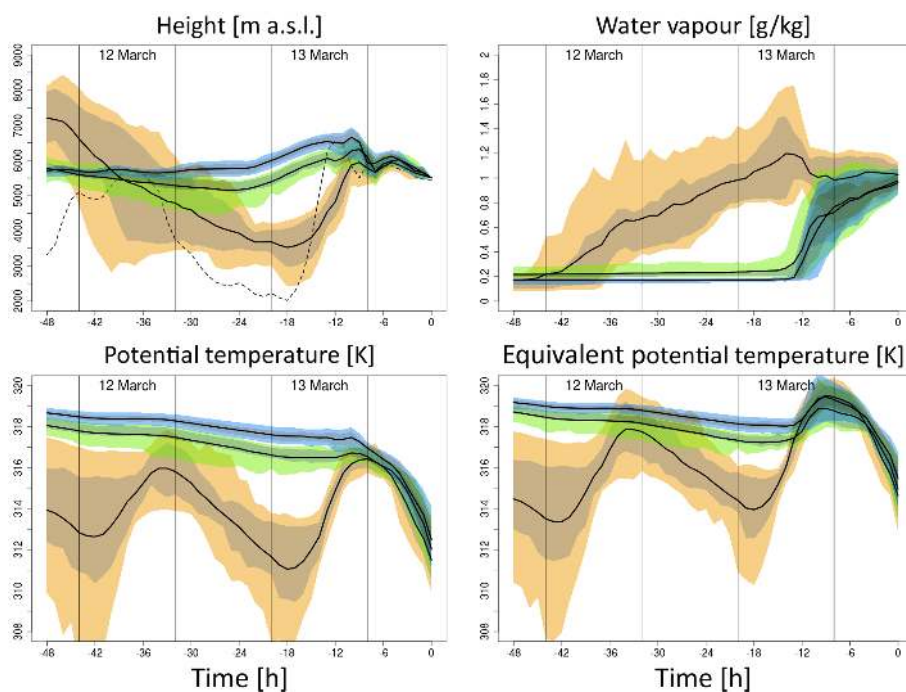 Height [m a.s.l.]
Water vapour [g/kg]
12 March 13 March
12 March 13 March
9000
8000
7000
6000
5000
4000
3000
2000
2
1.8
1.6
1.4
1.2
1
0.8
0.6
0.4
0.2
0
-48 -42 -36 -30 -24 -18 -12 -6 0
-48 -42 -36 -30 -24 -18 -12 -6 0
Potential temperature [K]
Equivalent potential temperature [K]
12 March 13 March
12 March 13 March
320
318
316
314
312
310
308
320
318
316
314
312
310
308
-48 -42 -36 -30 -24 -18 -12 -6 0
-48 -42 -36 -30 -24 -18 -12 -6 0
Time [h]
Time [h]